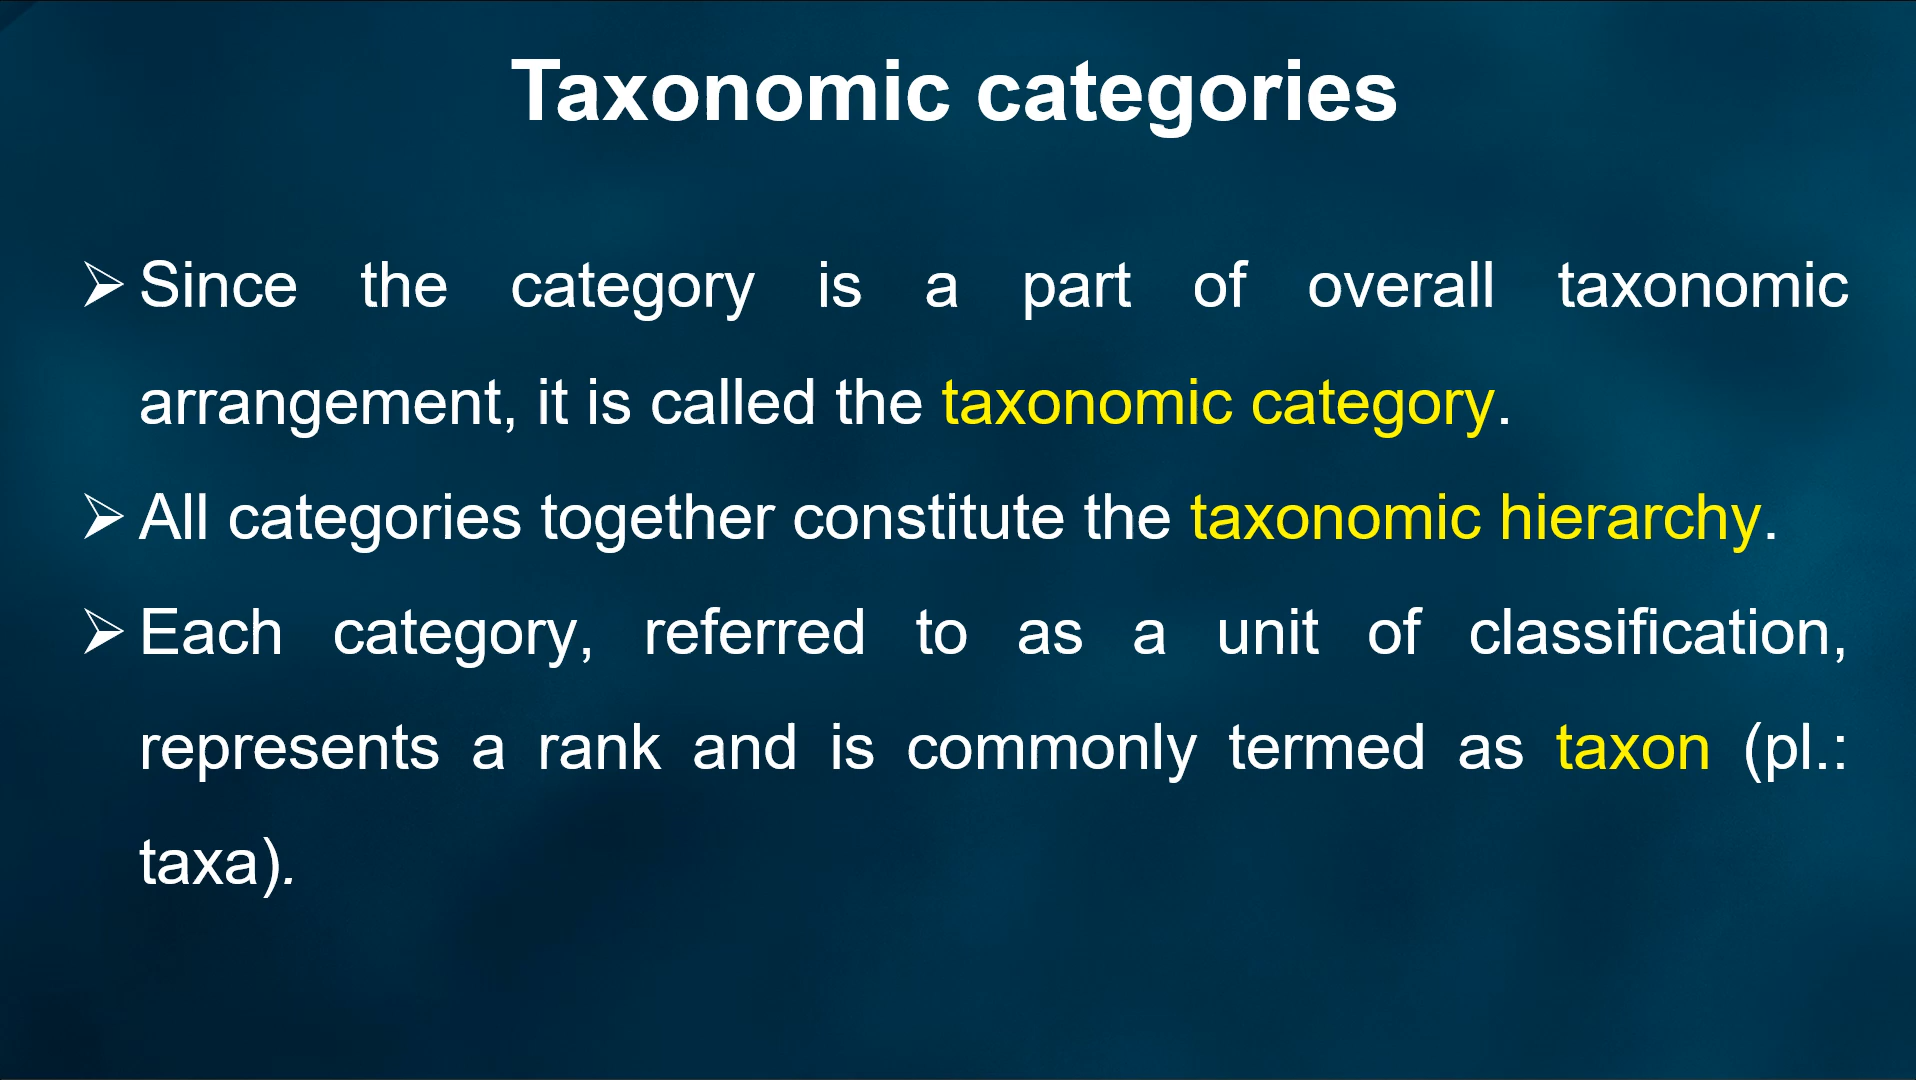 Taxonomic categories
➢ Since the category is a part of overall taxonomic
arrangement, it is called the taxonomic category.
➢ All categories together constitute the taxonomic hierarchy.
➢ Each category, referred to as a unit of classification,
represents a rank and is commonly termed as taxon (pl.:
taxa).